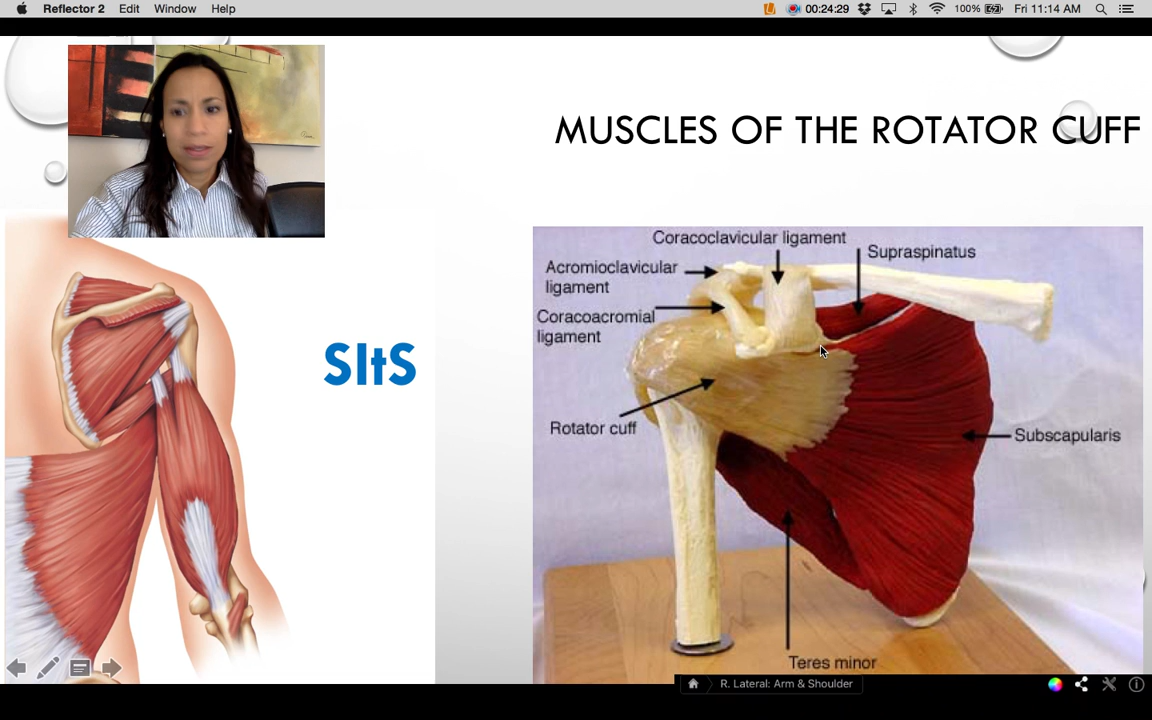 Reflector 2 Edit Window Help 00:24:29 100% Fri 11:14 AM
MUSCLES OF THE ROTATOR CUFF
SItS
Coracoclavicular ligament
Supraspinatus
Acromioclavicular
ligament
Coracoacromial
ligament
Rotator cuff
Subscapularis
Teres minor
R. Lateral: Arm & Shoulder